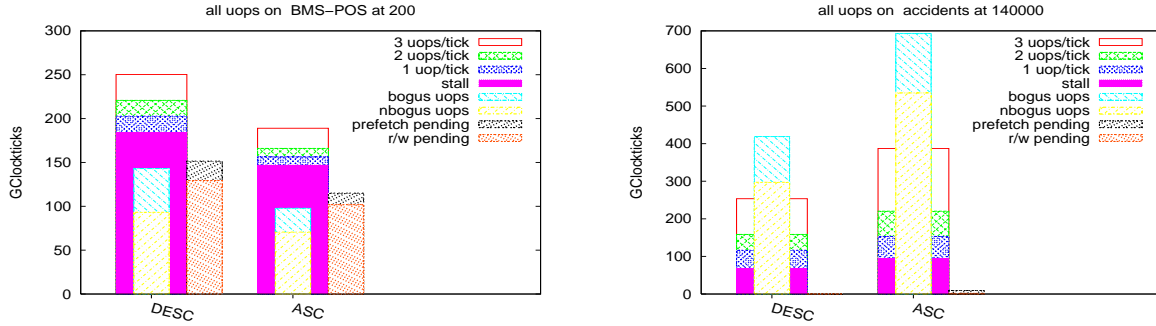 all uops on  BMS-POS at 200
GClockticks
300
250
200
150
100
50
0
DESC
ASC
3 uops/tick
2 uops/tick
1 uop/tick
stall
bogus uops
nbogus uops
prefetch pending
r/w pending
all uops on  accidents at 140000
GClockticks
700
600
500
400
300
200
100
0
DESC
ASC
3 uops/tick
2 uops/tick
1 uop/tick
stall
bogus uops
nbogus uops
prefetch pending
r/w pending